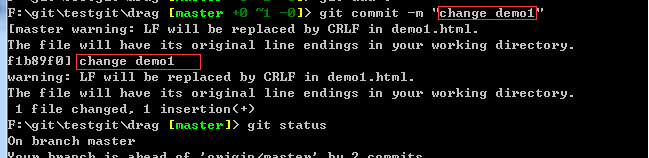 F:\git\testgit\drag [master +0 ~1 -0]> git commit -m "change demo1"
[master warning: LF will be replaced by CRLF in demo1.html.
The file will have its original line endings in your working directory.
f1b89f0] change demo1
warning: LF will be replaced by CRLF in demo1.html.
The file will have its original line endings in your working directory.
 1 file changed, 1 insertion(+)
F:\git\testgit\drag [master]> git status
On branch master
Your branch is ahead of 'origin/master' by 2 commits